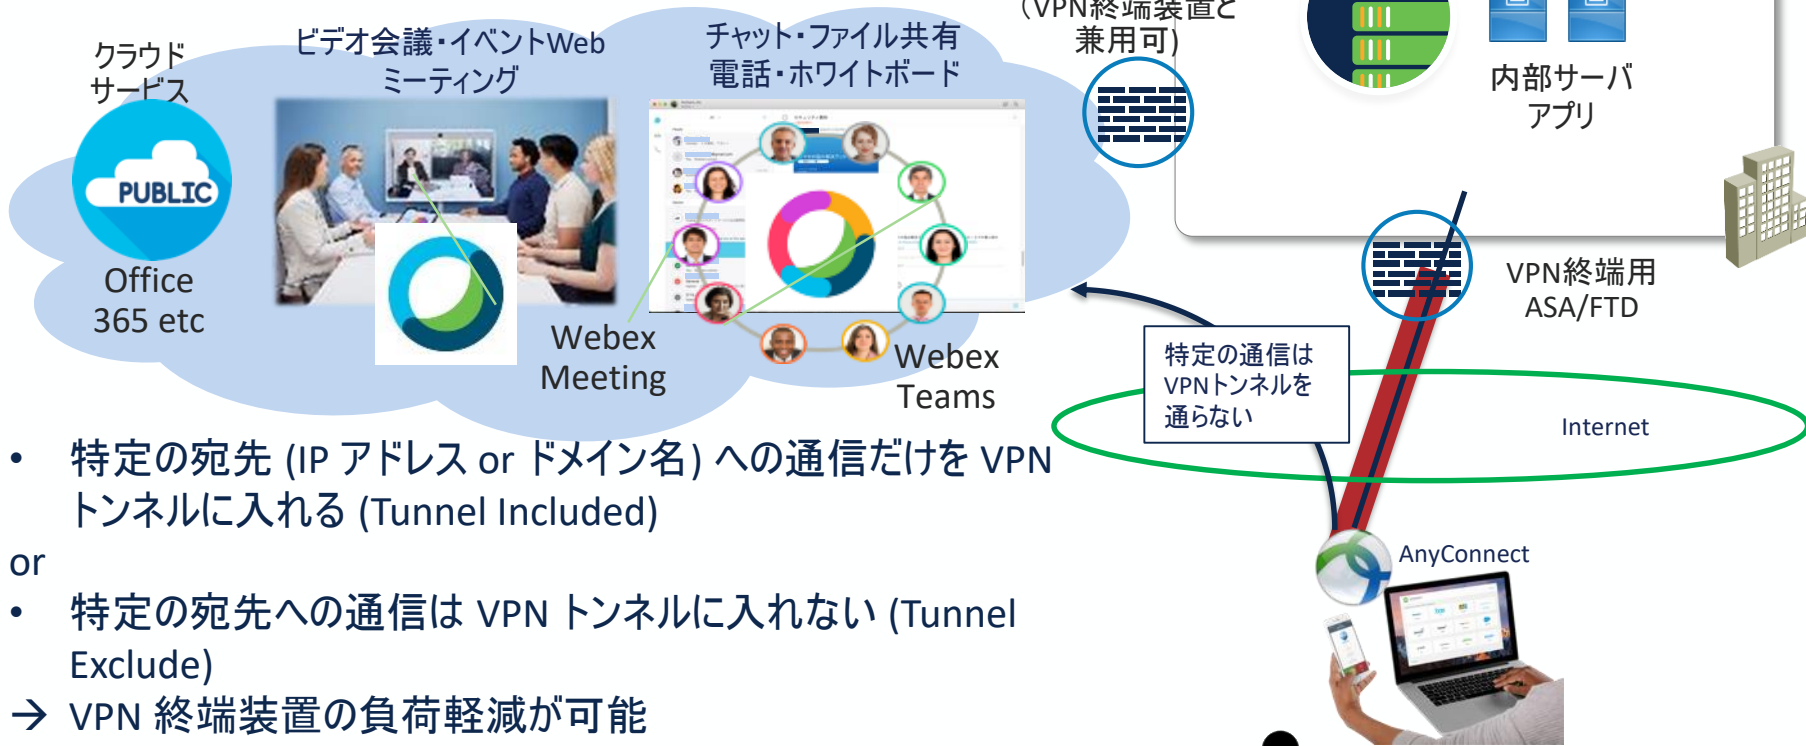 クラウド
サービス
PUBLIC
Office
365 etc
ビデオ会議・イベントWeb
ミーティング
チャット・ファイル共有
電話・ホワイトボード
Webex
Meeting
Webex
Teams
（VPN終端装置と
兼用可)
内部サーバ
アプリ
VPN終端用
ASA/FTD
特定の通信は
VPNトンネルを
通らない
Internet
AnyConnect
• 特定の宛先 (IP アドレス or ドメイン名) への通信だけを VPN
トンネルに入れる (Tunnel Included)
or
• 特定の宛先への通信は VPN トンネルに入れない (Tunnel
Exclude)
→ VPN 終端装置の負荷軽減が可能